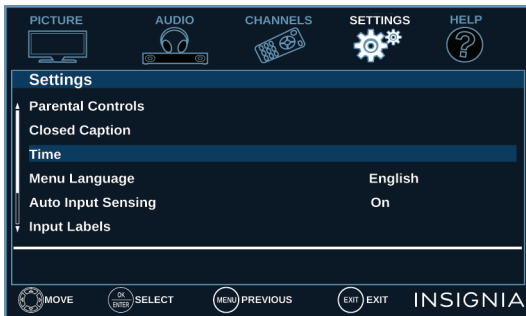 PICTURE AUDIO CHANNELS SETTINGS HELP
?
Settings
Parental Controls
Closed Caption
Time
Menu Language English
Auto Input Sensing On
Input Labels
MOVE OK ENTER SELECT MENU PREVIOUS EXIT EXIT INSIGNIA